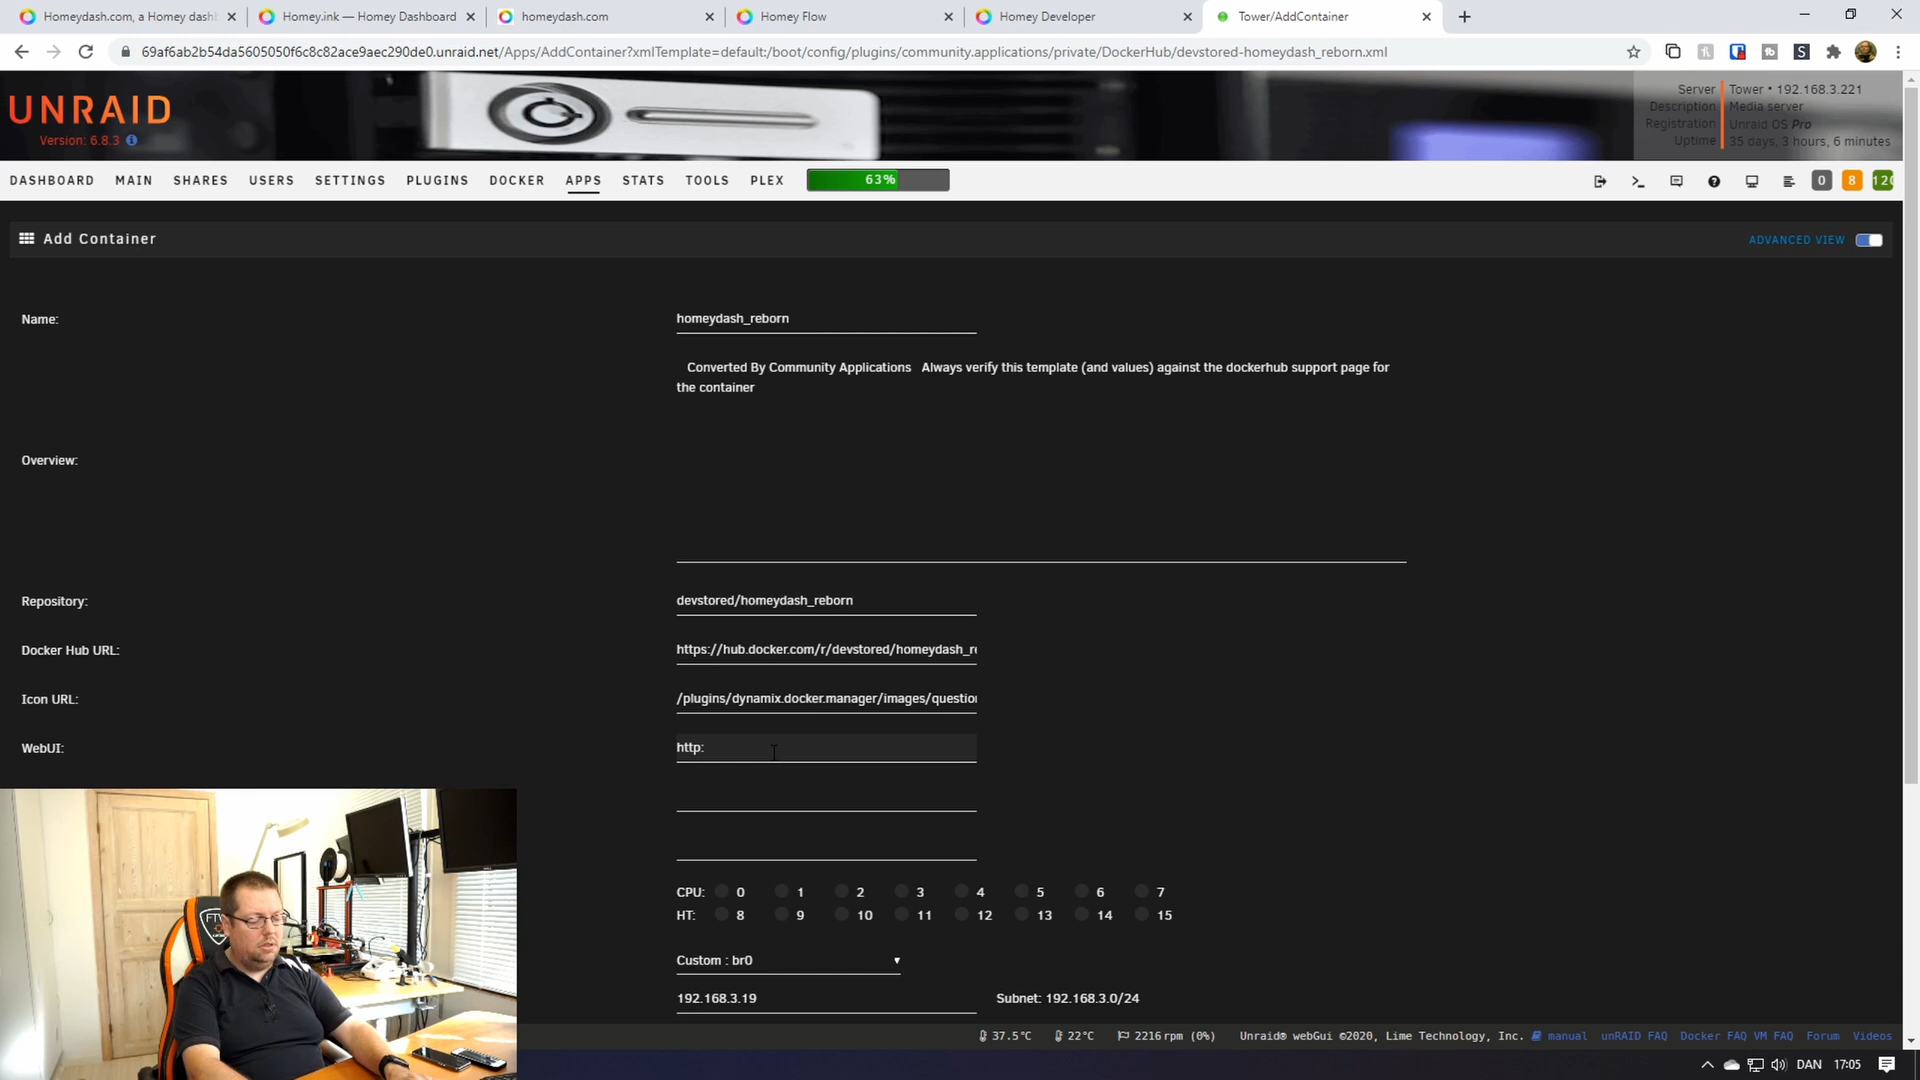 Homeydash.com, a Homey dash
Homey.ink — Homey Dashboard
homeydash.com
Homey Flow
Homey Developer
Tower/AddContainer
69af6ab2b54da5605050f6c8c82ace9aec290de0.unraid.net/Apps/AddContainer?xmlTemplate=default:/boot/config/plugins/community.applications/private/DockerHub/devstored-homeydash_reborn.xml
UNRAID
Version: 6.8.3
Server Tower • 192.168.3.221
Description Media server
Registration Unraid OS Pro
Uptime 35 days, 3 hours, 6 minutes
DASHBOARD MAIN SHARES USERS SETTINGS PLUGINS DOCKER APPS STATS TOOLS PLEX 63% 0 8 120
Add Container
ADVANCED VIEW
Name: homeydash_reborn
Converted By Community Applications Always verify this template (and values) against the dockerhub support page for
the container
Overview:
Repository: devstored/homeydash_reborn
Docker Hub URL: https://hub.docker.com/r/devstored/homeydash_re
Icon URL: /plugins/dynamix.docker.manager/images/question
WebUI: http:
CPU: 0 1 2 3 4 5 6 7
HT: 8 9 10 11 12 13 14 15
Custom : br0
192.168.3.19 Subnet: 192.168.3.0/24
37.5°C 22°C 2216 rpm (0%) Unraid® webGui ©2020, Lime Technology, Inc. manual unRAID FAQ Docker FAQ VM FAQ Forum Videos
DAN 17:05